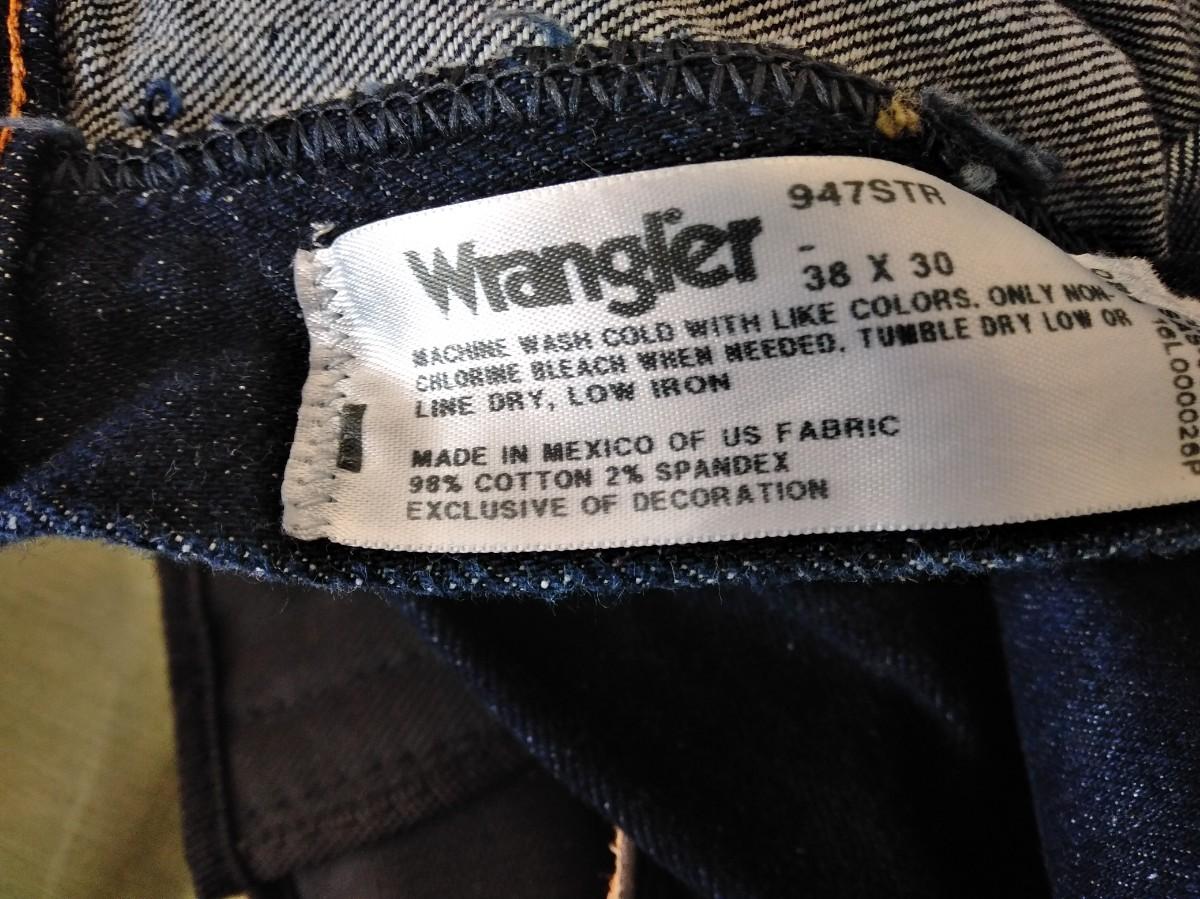 947STR
Wrangler®
-
38 X 30
MACHINE WASH COLD WITH LIKE COLORS. ONLY NON-
CHLORINE BLEACH WHEN NEEDED. TUMBLE DRY LOW OR
LINE DRY, LOW IRON
MADE IN MEXICO OF US FABRIC
98% COTTON 2% SPANDEX
EXCLUSIVE OF DECORATION